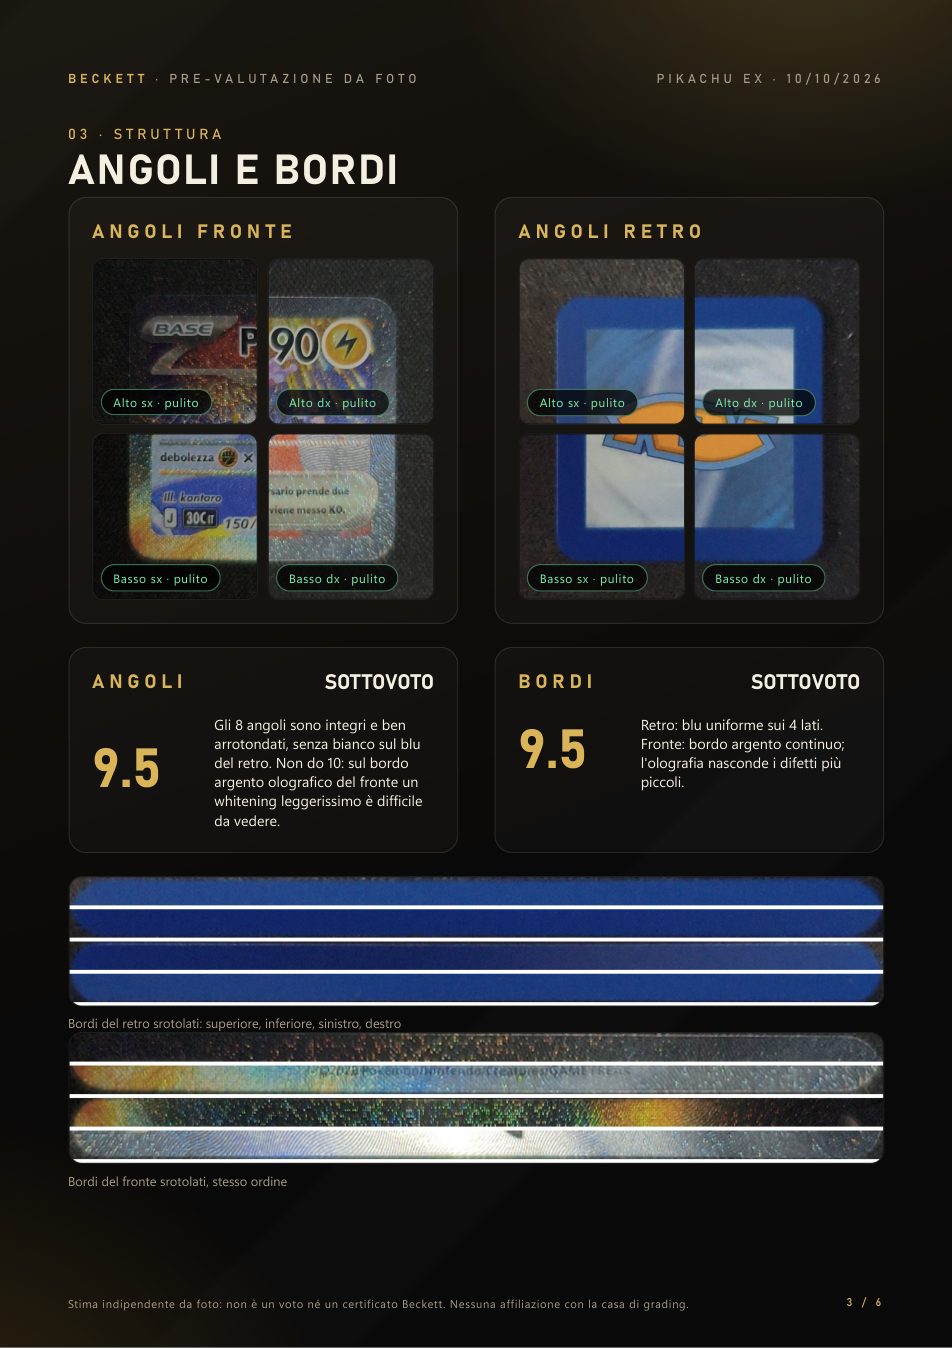 BECKETT · PRE-VALUTAZIONE DA FOTO
PIKACHU EX · 10/10/2026
03 · STRUTTURA
ANGOLI E BORDI
ANGOLI FRONTE
BASE
P
90
Alto sx · pulito
Alto dx · pulito
debolezza
×
Ill. kantaro
J 30C IT 150/
sario prende due
viene messo KO.
Basso sx · pulito
Basso dx · pulito
ANGOLI RETRO
Alto sx · pulito
Alto dx · pulito
Basso sx · pulito
Basso dx · pulito
ANGOLI
SOTTOVOTO
9.5
Gli 8 angoli sono integri e ben
arrotondati, senza bianco sul blu
del retro. Non do 10: sul bordo
argento olografico del fronte un
whitening leggerissimo è difficile
da vedere.
BORDI
SOTTOVOTO
9.5
Retro: blu uniforme sui 4 lati.
Fronte: bordo argento continuo;
l'olografia nasconde i difetti più
piccoli.
Bordi del retro srotolati: superiore, inferiore, sinistro, destro
Bordi del fronte srotolati, stesso ordine
Stima indipendente da foto: non è un voto né un certificato Beckett. Nessuna affiliazione con la casa di grading.
3 / 6